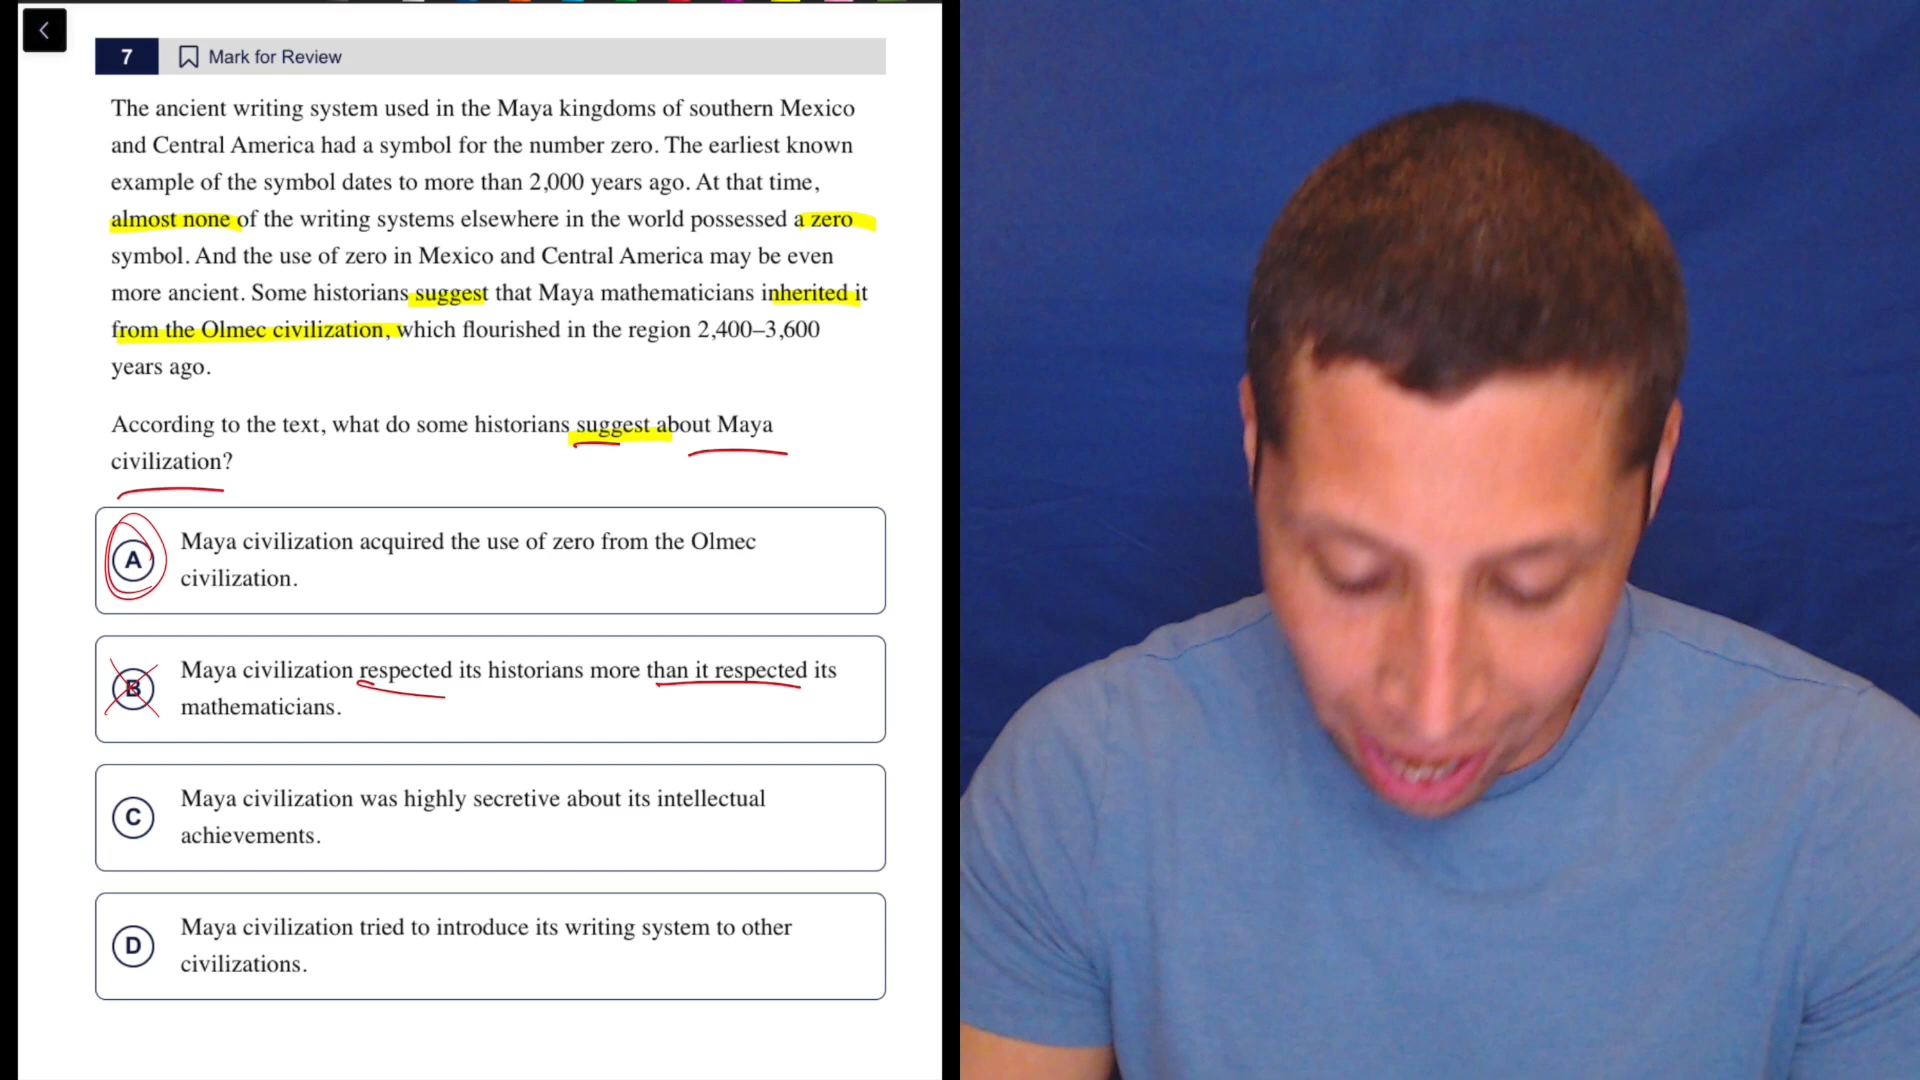 7 Mark for Review
The ancient writing system used in the Maya kingdoms of southern Mexico
and Central America had a symbol for the number zero. The earliest known
example of the symbol dates to more than 2,000 years ago. At that time,
almost none of the writing systems elsewhere in the world possessed a zero
symbol. And the use of zero in Mexico and Central America may be even
more ancient. Some historians suggest that Maya mathematicians inherited it
from the Olmec civilization, which flourished in the region 2,400–3,600
years ago.
According to the text, what do some historians suggest about Maya
civilization?
A Maya civilization acquired the use of zero from the Olmec
civilization.
B Maya civilization respected its historians more than it respected its
mathematicians.
C Maya civilization was highly secretive about its intellectual
achievements.
D Maya civilization tried to introduce its writing system to other
civilizations.